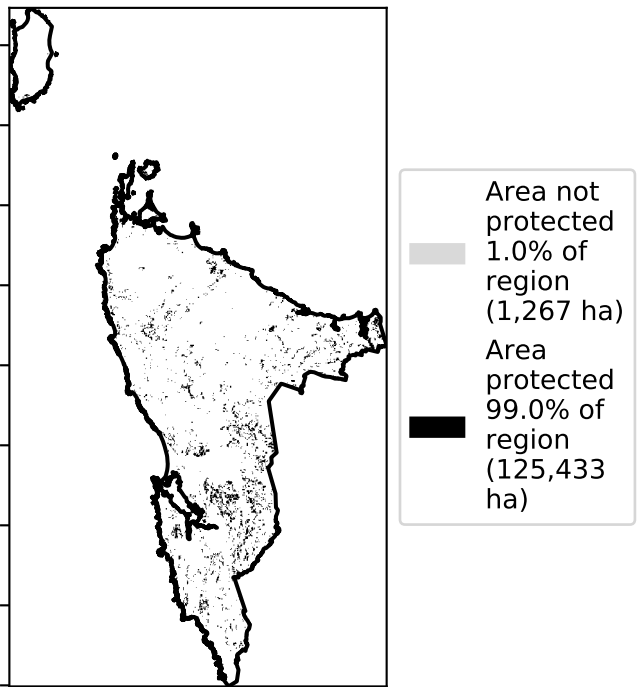 Area not
protected
1.0% of
region
(1,267 ha)
Area
protected
99.0% of
region
(125,433
ha)